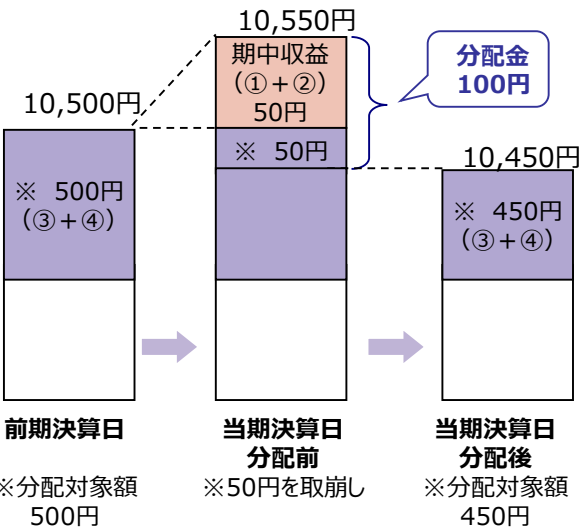 10,550円
期中収益
（①＋②）
50円
分配金
100円
10,500円
※ 50円
10,450円
※ 500円
（③＋④）
※ 450円
（③＋④）
前期決算日
※分配対象額
500円
当期決算日
分配前
※50円を取崩し
当期決算日
分配後
※分配対象額
450円